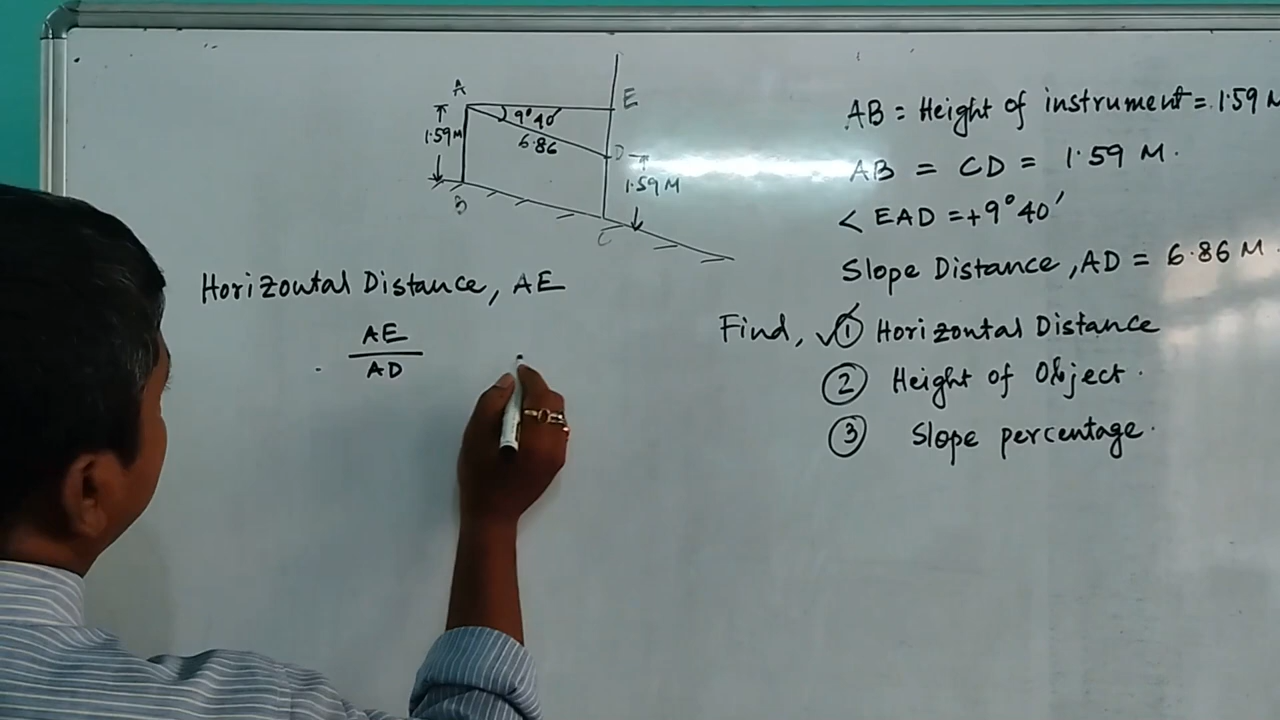 A
E
9°40'
1.59M
6.86
D
1.59 M
B
C
AB = Height of instrument = 1.59 M
AB = CD = 1.59 M.
< EAD = +9°40'
Slope Distance, AD = 6.86 M.
Horizontal Distance, AE
AE
AD
Find, ✓① Horizontal Distance
② Height of Object.
③ Slope percentage.